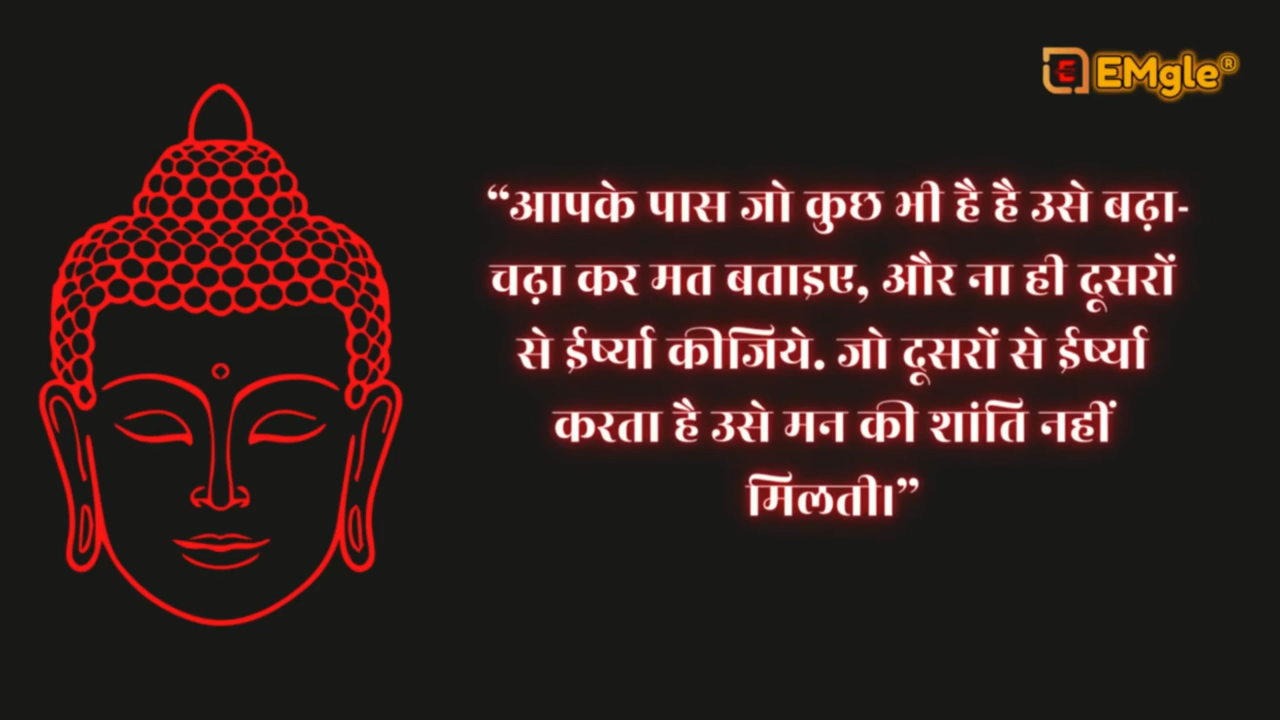 EMgle®
“आपके पास जो कुछ भी है है उसे बढ़ा-
चढ़ा कर मत बताइए, और ना ही दूसरों
से ईर्ष्या कीजिये. जो दूसरों से ईर्ष्या
करता है उसे मन की शांति नहीं
मिलती।”